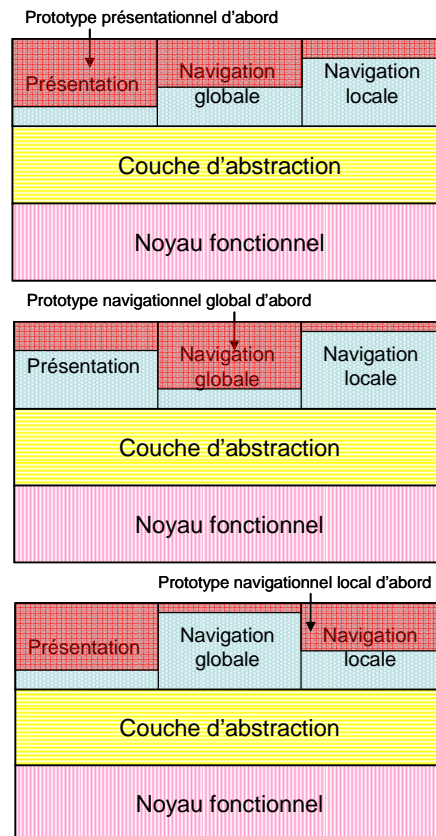 Prototype présentationnel d'abord
Présentation
Navigation
globale
Navigation
locale
Couche d'abstraction
Noyau fonctionnel
Prototype navigationnel global d'abord
Présentation
Navigation
globale
Navigation
locale
Couche d'abstraction
Noyau fonctionnel
Prototype navigationnel local d'abord
Présentation
Navigation
globale
Navigation
locale
Couche d'abstraction
Noyau fonctionnel